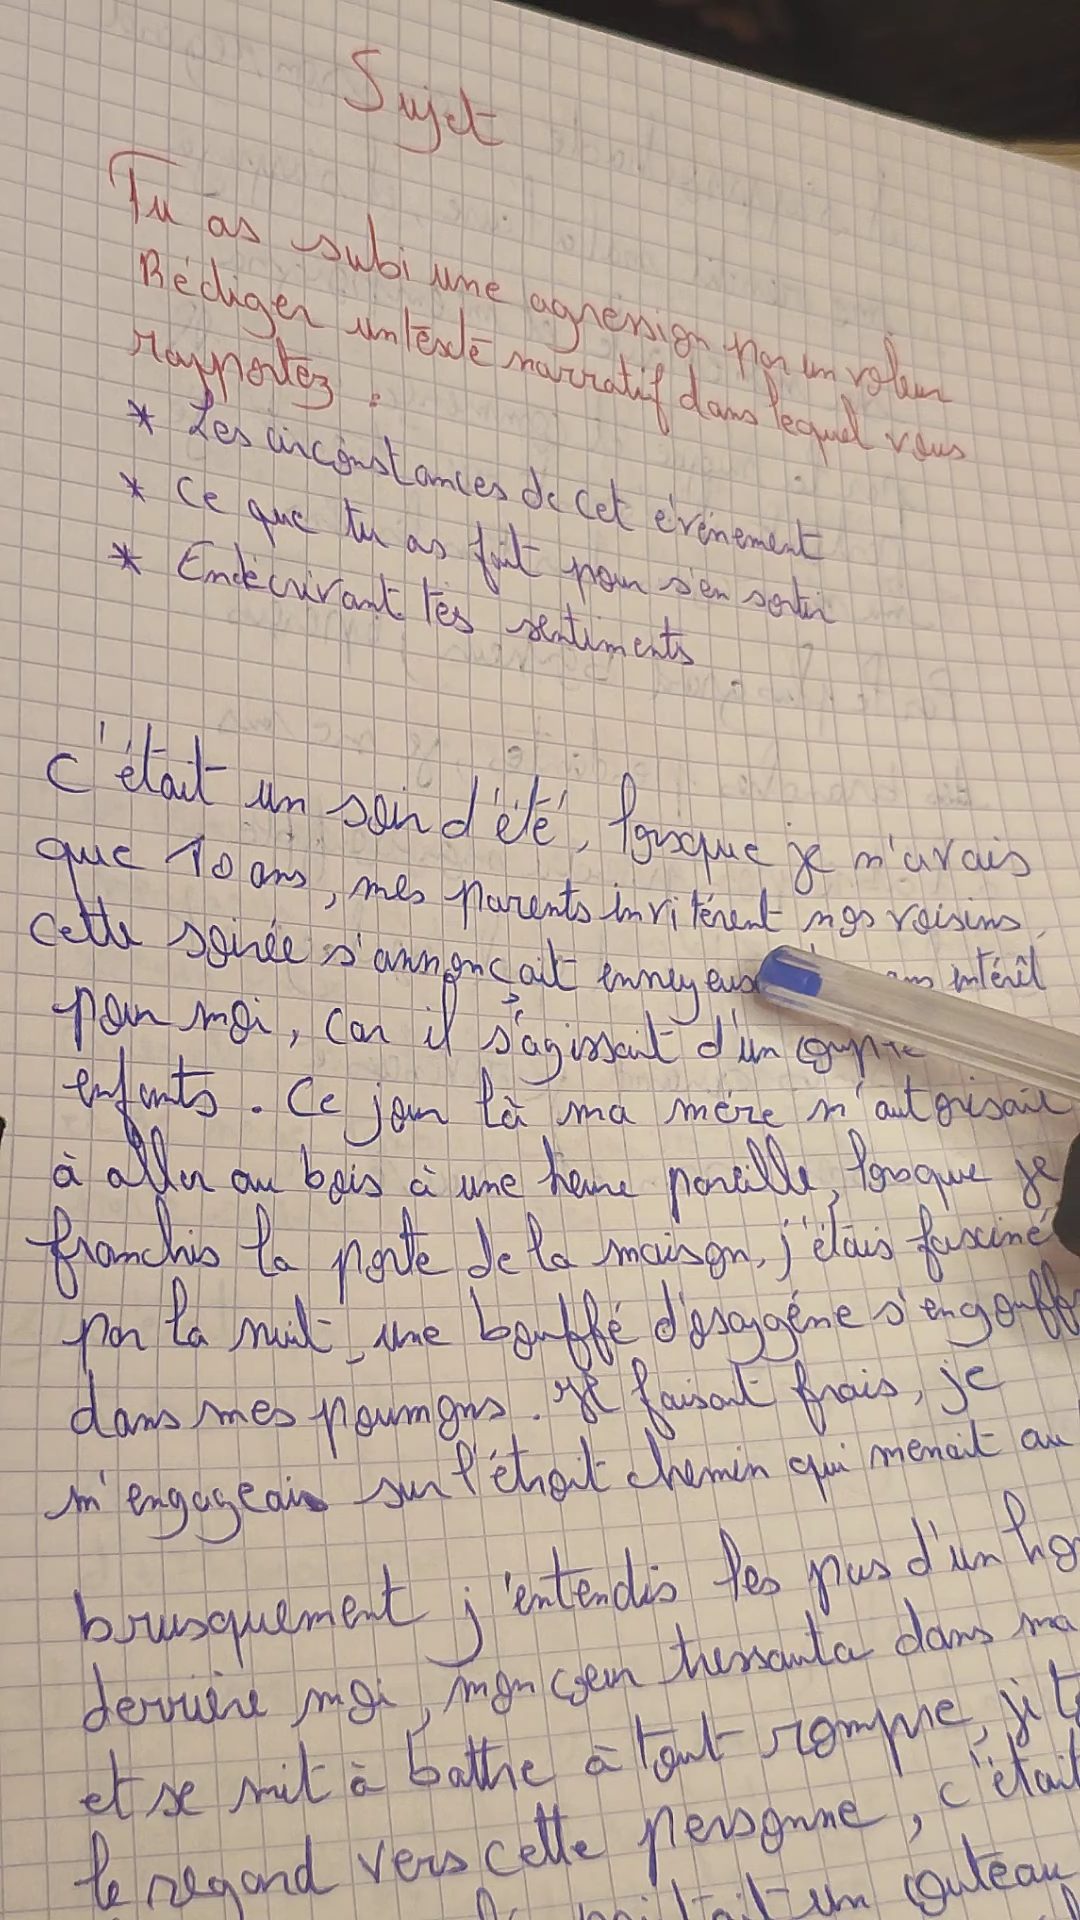 Sujet
Tu as subi une agression par un voleur
Rédiger un texte narratif dans lequel vous
rapportez :
* Les circonstances de cet événement
* Ce que tu as fait pour s'en sortir
* En décrivant tes sentiments
C'était un soir d'été, lorsque je n'avais
que 10 ans, mes parents invitérent nos voisins,
cette soirée s'annonçait ennuyeuse intérêt
pour moi, car il s'agissait d'un
enfants. Ce jour là ma mére m'autorisait
à aller au bois à une heure pareille, lorsque je
franchis la porte de la maison, j'étais fasciné
par la nuit, une bouffé d'oxygéne s'engouffr
dans mes poumons. Il faisait frais, je
m'engageais sur l'étroit chemin qui menait au
brusquement j'entendis les pas d'un ho
derrière moi, mon cœur tressauta dans ma
et se mit à battre à tout rompre, je
le regard vers cette personne, c'était
un couteau